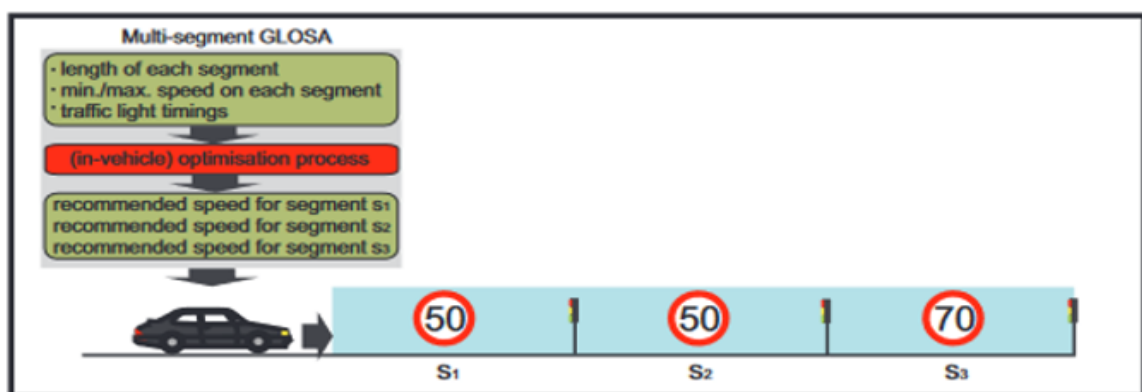 Multi-segment GLOSA
· length of each segment
· min./max. speed on each segment
· traffic light timings
(in-vehicle) optimisation process
recommended speed for segment s1
recommended speed for segment s2
recommended speed for segment s3
50 50 70
S1 S2 S3